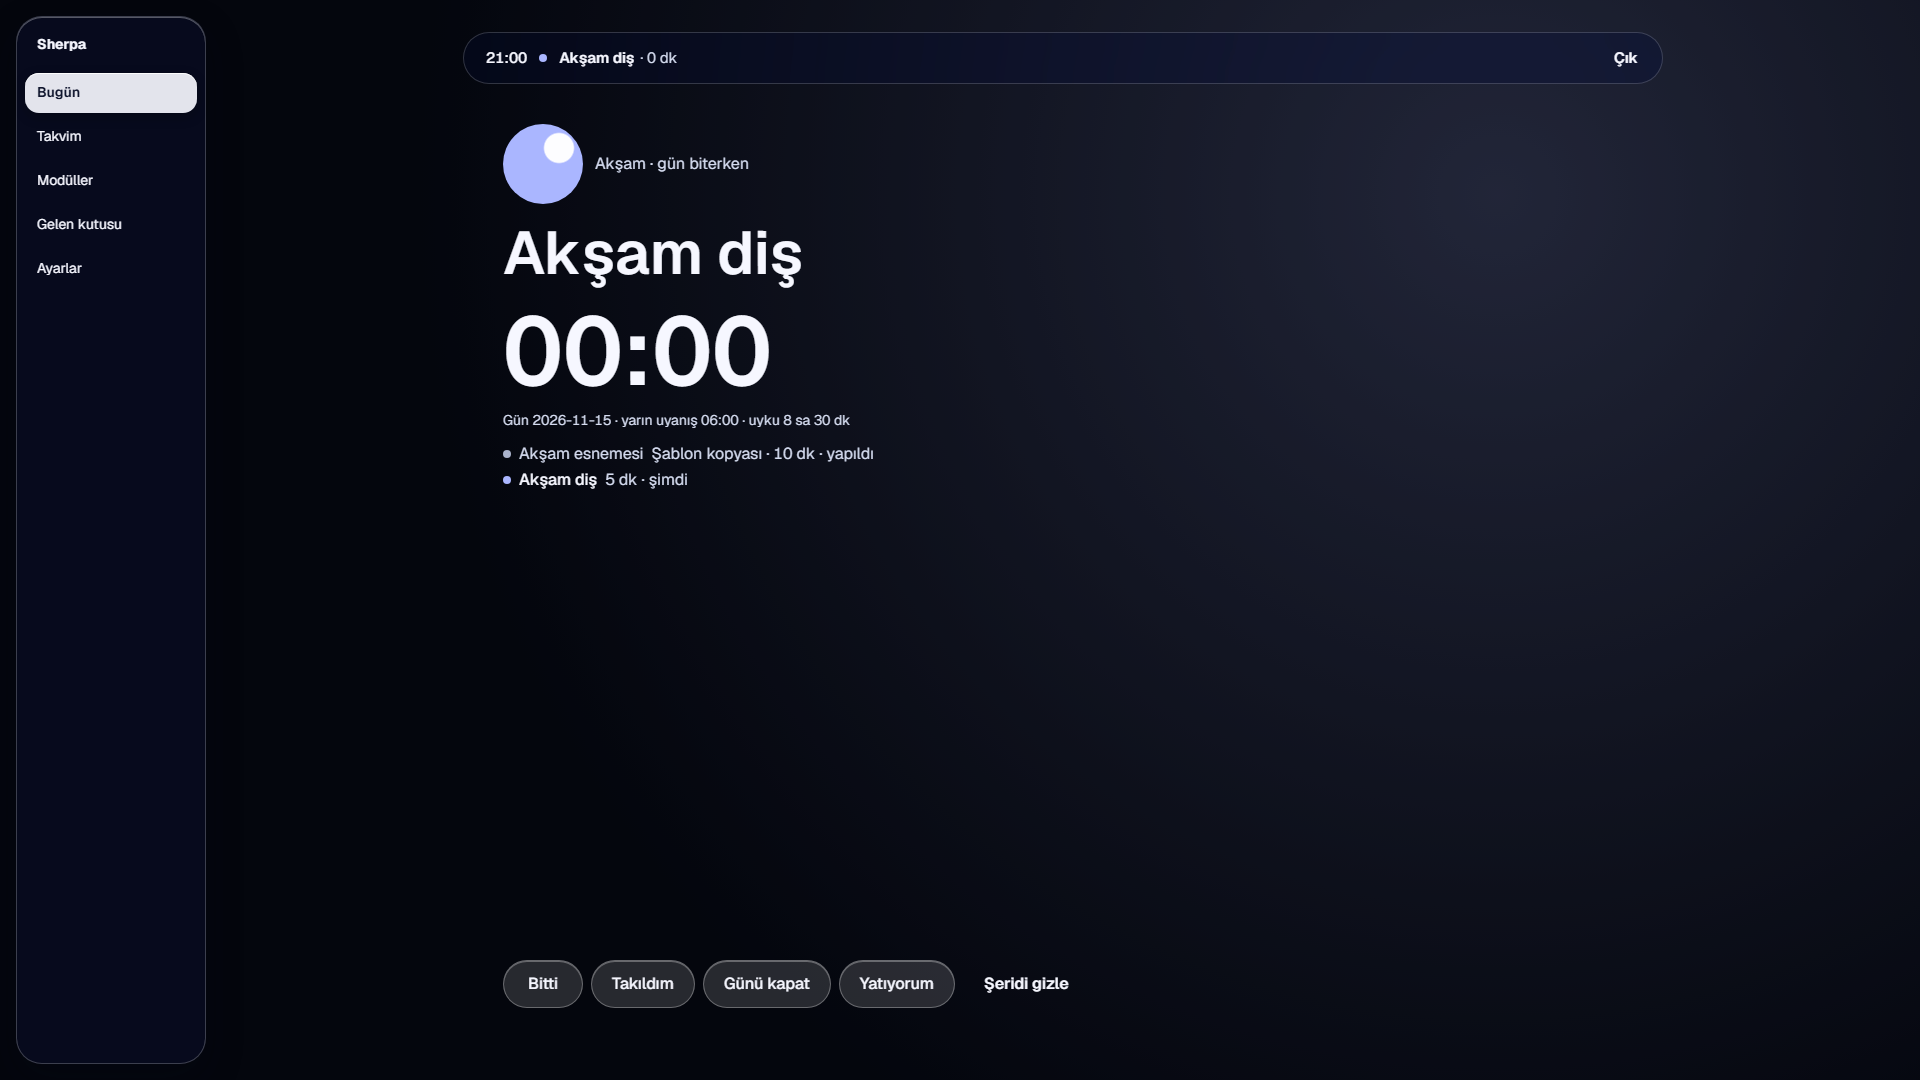 Sherpa
Bugün
Takvim
Modüller
Gelen kutusu
Ayarlar
21:00 Akşam diş · 0 dk Çık
Akşam · gün biterken
Akşam diş
00:00
Gün 2026-11-15 · yarın uyanış 06:00 · uyku 8 sa 30 dk
Akşam esnemesi Şablon kopyası · 10 dk · yapıldı
Akşam diş 5 dk · şimdi
Bitti Takıldım Günü kapat Yatıyorum Şeridi gizle